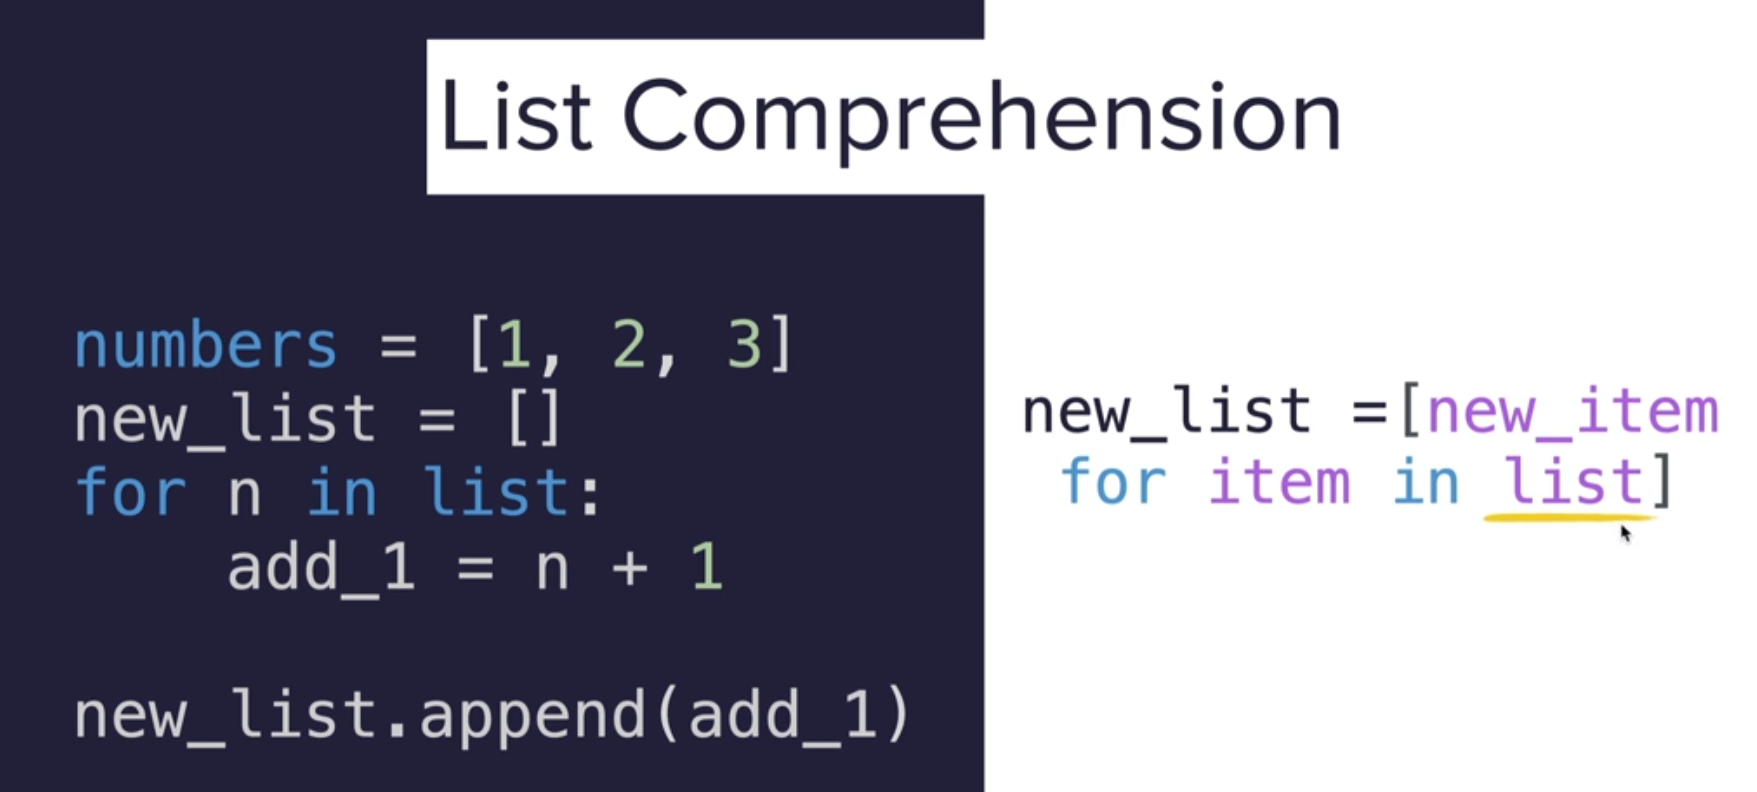 List Comprehension
numbers = [1, 2, 3]
new_list = []
for n in list:
    add_1 = n + 1
new_list.append(add_1)
new_list =[new_item
for item in list]